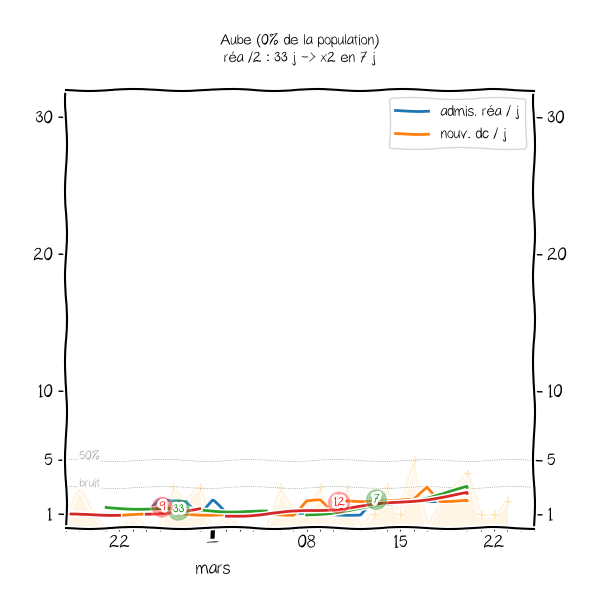 Aube (0% de la population)
réa /2 : 33 j -> x2 en 7 j
admis. réa / j
nouv. dc / j
30 30
20 20
10 10
50%
5 5
bruit
9 33 12 7
1 1
22 1 08 15 22
mars